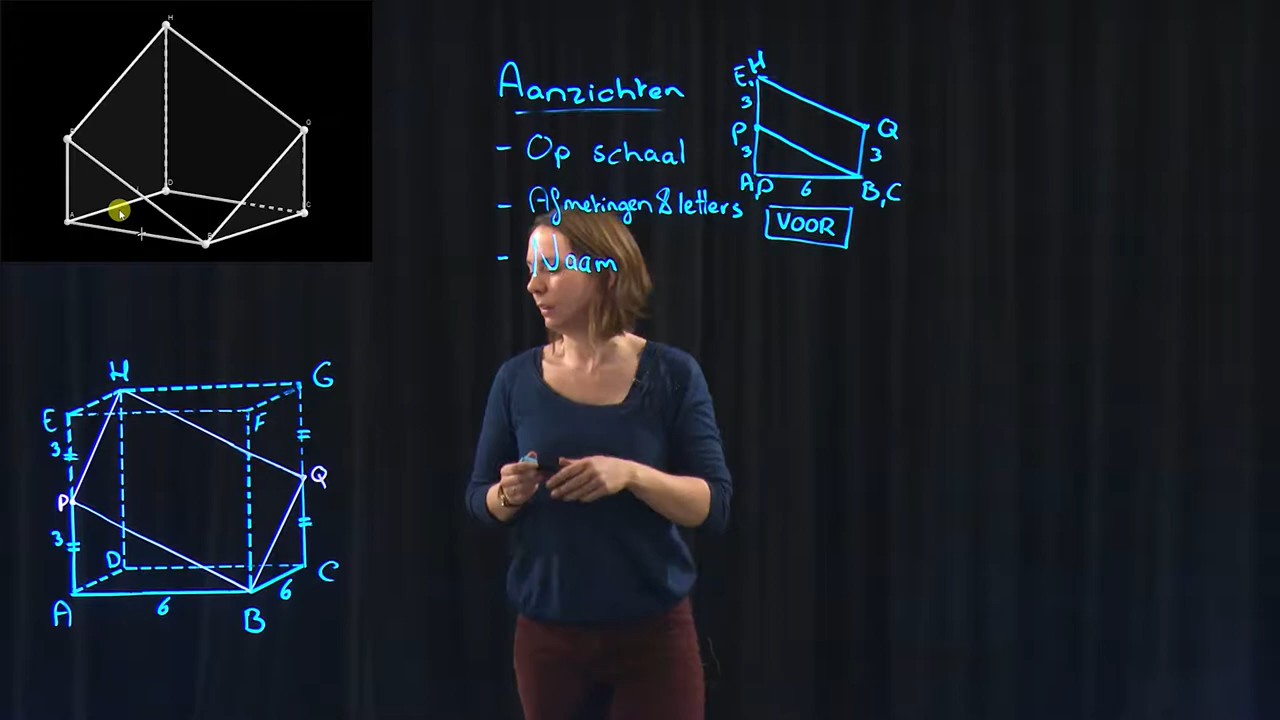 Aanzichten
- Op schaal
- Afmetingen & letters
- Naam
E, H
3
P
3
A, D
6
B, C
3
Q
VOOR
H
G
E
F
3
Q
P
3
D
C
A
6
B
6
H
Q
D
C
A
B